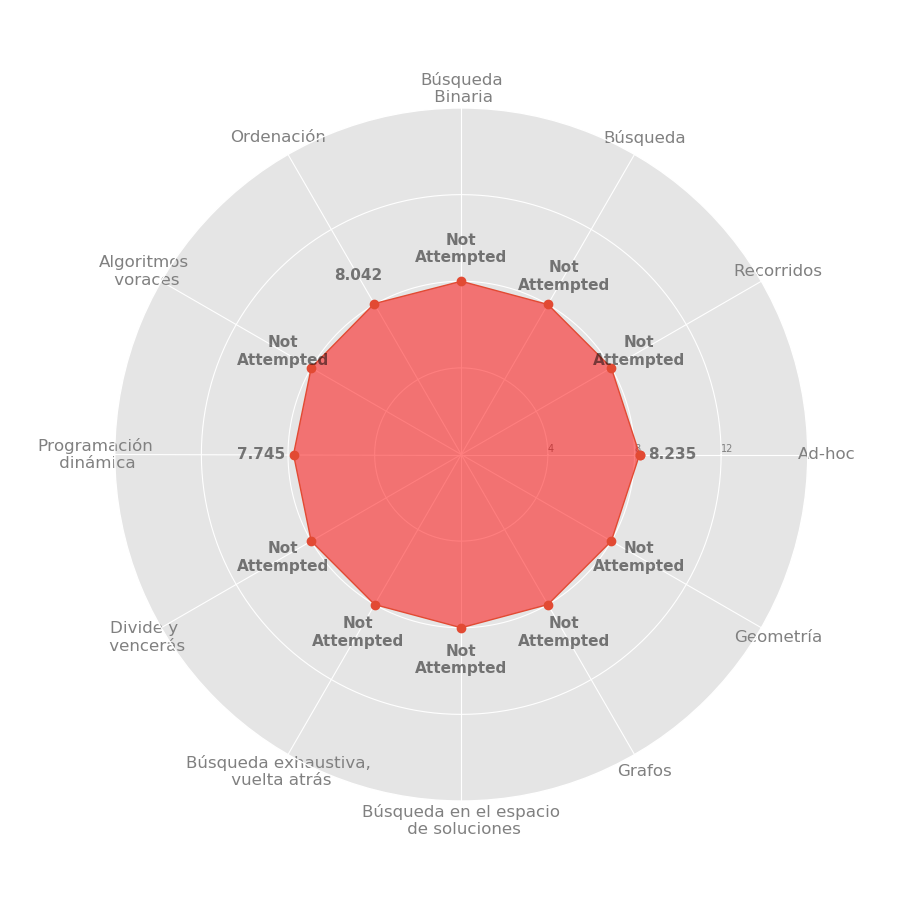 Búsqueda
Binaria
Ordenación
Búsqueda
Not
Attempted
Algoritmos
voraces
8.042
Not
Attempted
Recorridos
Not
Attempted
Not
Attempted
Programación
dinámica
7.745
4
8
8.235
12
Ad-hoc
Not
Attempted
Not
Attempted
Divide y
vencerás
Not
Attempted
Not
Attempted
Not
Attempted
Geometría
Búsqueda exhaustiva,
vuelta atrás
Grafos
Búsqueda en el espacio
de soluciones